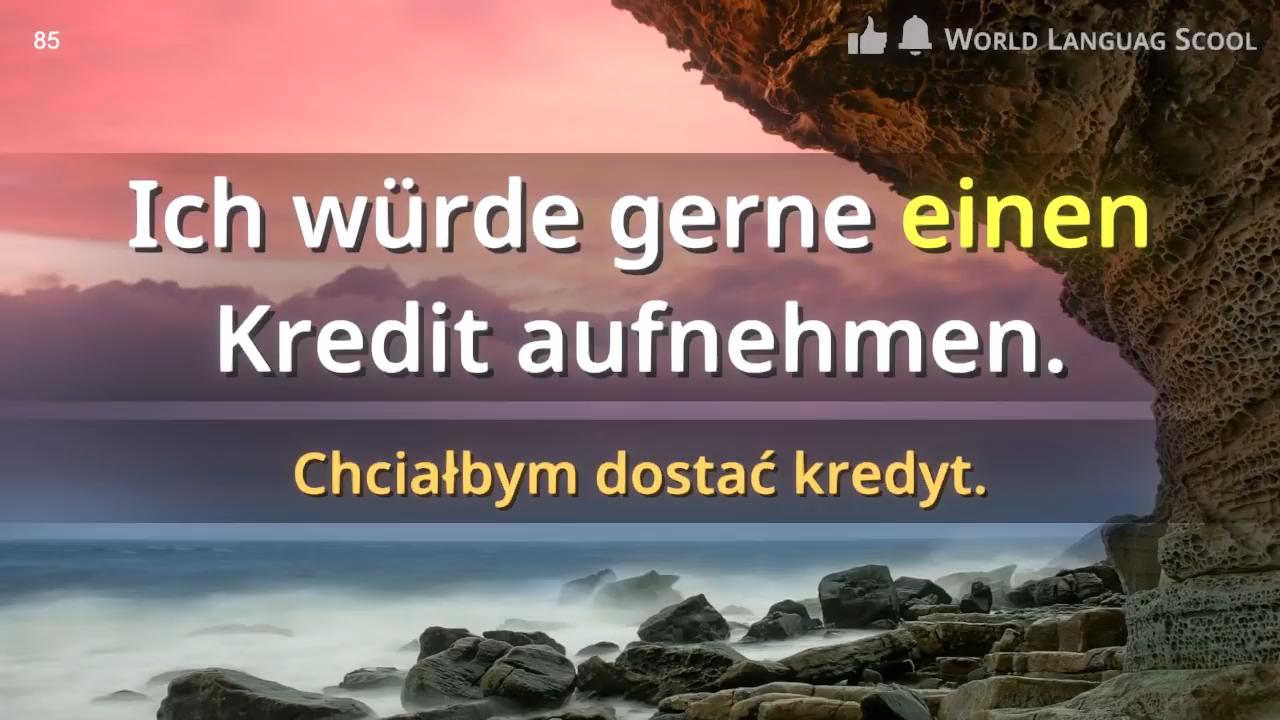 85
World Languag Scool
Ich würde gerne einen
Kredit aufnehmen.
Chciałbym dostać kredyt.